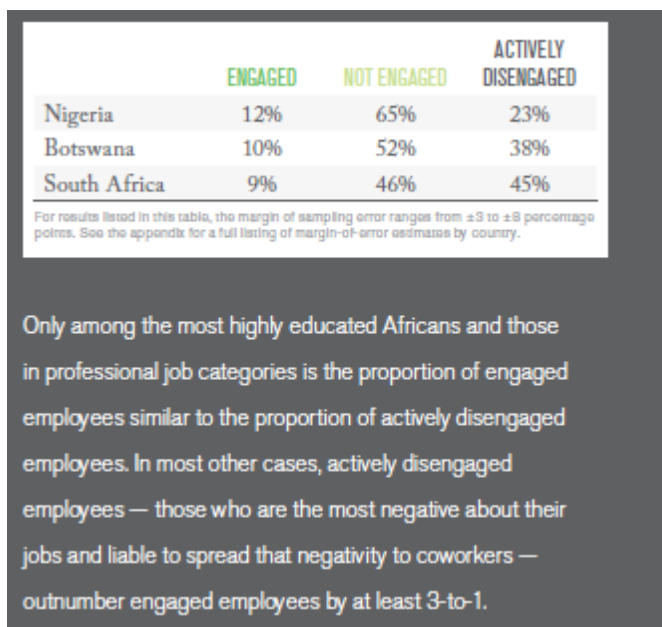 ENGAGED NOT ENGAGED ACTIVELY DISENGAGED
Nigeria 12% 65% 23%
Botswana 10% 52% 38%
South Africa 9% 46% 45%
For results listed in this table, the margin of sampling error ranges from ±3 to ±8 percentage
points. See the appendix for a full listing of margin-of-error estimates by country.
Only among the most highly educated Africans and those
in professional job categories is the proportion of engaged
employees similar to the proportion of actively disengaged
employees. In most other cases, actively disengaged
employees — those who are the most negative about their
jobs and liable to spread that negativity to coworkers —
outnumber engaged employees by at least 3-to-1.